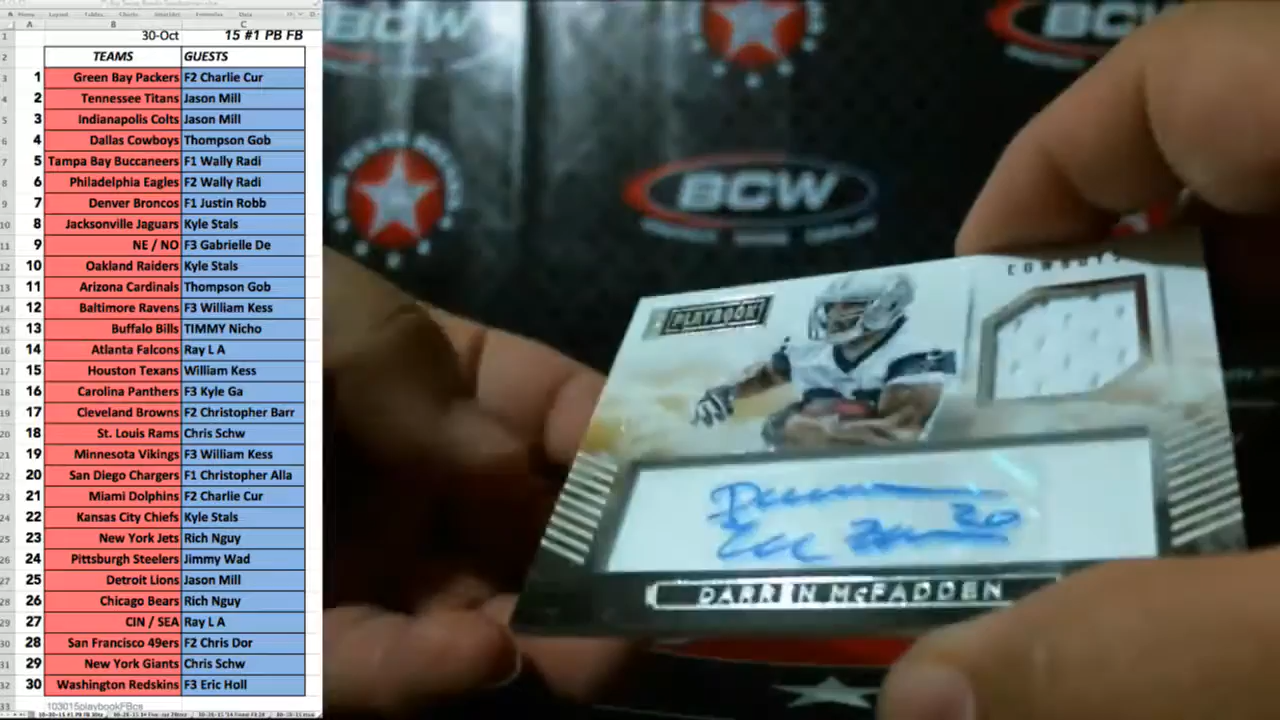 A B C
1 30-Oct 15 #1 PB FB
2 TEAMS GUESTS
3 1 Green Bay Packers F2 Charlie Cur
4 2 Tennessee Titans Jason Mill
5 3 Indianapolis Colts Jason Mill
6 4 Dallas Cowboys Thompson Gob
7 5 Tampa Bay Buccaneers F1 Wally Radi
8 6 Philadelphia Eagles F2 Wally Radi
9 7 Denver Broncos F1 Justin Robb
10 8 Jacksonville Jaguars Kyle Stals
11 9 NE / NO F3 Gabrielle De
12 10 Oakland Raiders Kyle Stals
13 11 Arizona Cardinals Thompson Gob
14 12 Baltimore Ravens F3 William Kess
15 13 Buffalo Bills TIMMY Nicho
16 14 Atlanta Falcons Ray L A
17 15 Houston Texans William Kess
18 16 Carolina Panthers F3 Kyle Ga
19 17 Cleveland Browns F2 Christopher Barr
20 18 St. Louis Rams Chris Schw
21 19 Minnesota Vikings F3 William Kess
22 20 San Diego Chargers F1 Christopher Alla
23 21 Miami Dolphins F2 Charlie Cur
24 22 Kansas City Chiefs Kyle Stals
25 23 New York Jets Rich Nguy
26 24 Pittsburgh Steelers Jimmy Wad
27 25 Detroit Lions Jason Mill
28 26 Chicago Bears Rich Nguy
29 27 CIN / SEA Ray L A
30 28 San Francisco 49ers F2 Chris Dor
31 29 New York Giants Chris Schw
32 30 Washington Redskins F3 Eric Holl
33 103015playbookFBcs
BCW
BCW
COWBOYS
PLAYBOOK
20
DARREN McFADDEN